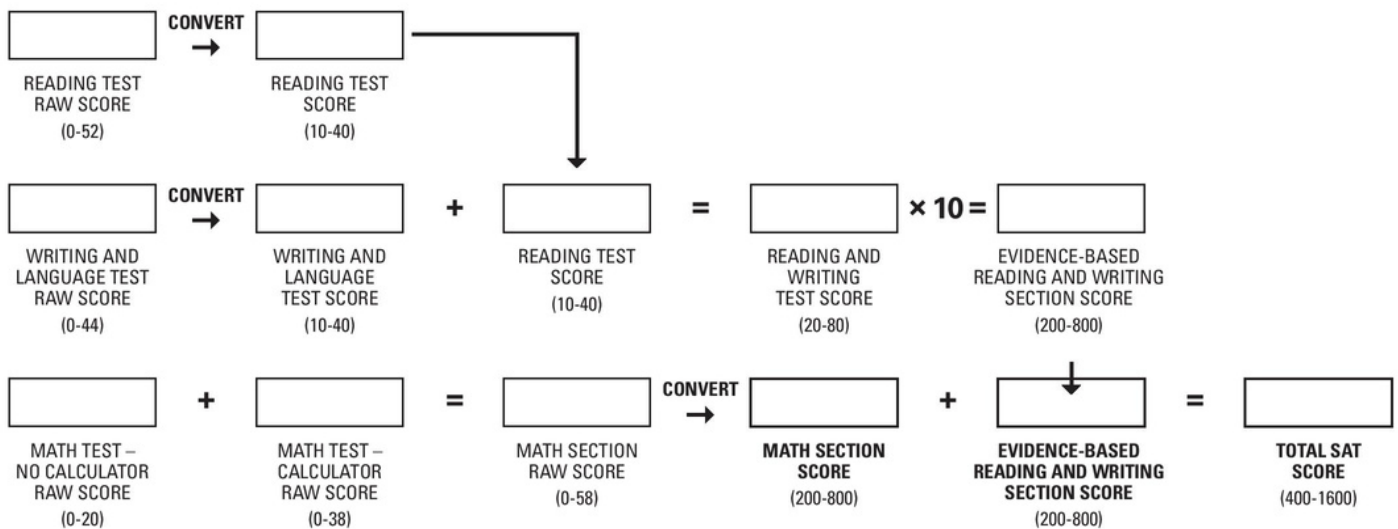 CONVERT
→
READING TEST
RAW SCORE
(0-52)
READING TEST
SCORE
(10-40)
CONVERT
→
+
=
× 10 =
WRITING AND
LANGUAGE TEST
RAW SCORE
(0-44)
WRITING AND
LANGUAGE
TEST SCORE
(10-40)
READING TEST
SCORE
(10-40)
READING AND
WRITING
TEST SCORE
(20-80)
EVIDENCE-BASED
READING AND WRITING
SECTION SCORE
(200-800)
+
=
CONVERT
→
+
=
MATH TEST –
NO CALCULATOR
RAW SCORE
(0-20)
MATH TEST –
CALCULATOR
RAW SCORE
(0-38)
MATH SECTION
RAW SCORE
(0-58)
MATH SECTION
SCORE
(200-800)
EVIDENCE-BASED
READING AND WRITING
SECTION SCORE
(200-800)
TOTAL SAT
SCORE
(400-1600)